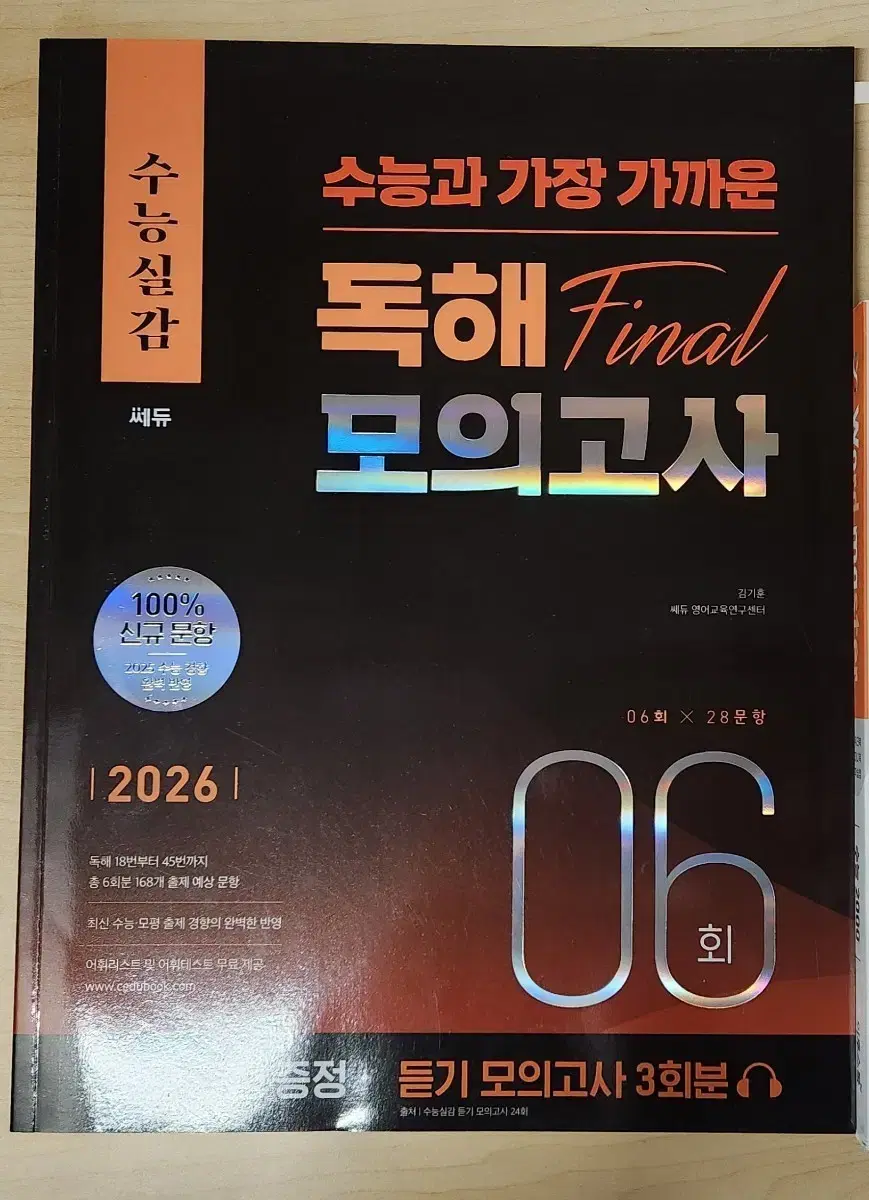 수능실감
쎄듀
수능과 가장 가까운
독해 Final
모의고사
100%
신규 문항
2025 수능 경향
완벽 반영
김기훈
쎄듀 영어교육연구센터
06회 × 28문항
06회
| 2026 |
독해 18번부터 45번까지
총 6회분 168개 출제 예상 문항
최신 수능·모평 출제 경향의 완벽한 반영
어휘리스트 및 어휘테스트 무료 제공
www.cedubook.com
증정
듣기 모의고사 3회분
출처 | 수능실감 듣기 모의고사 24회
Word master
수능 2000